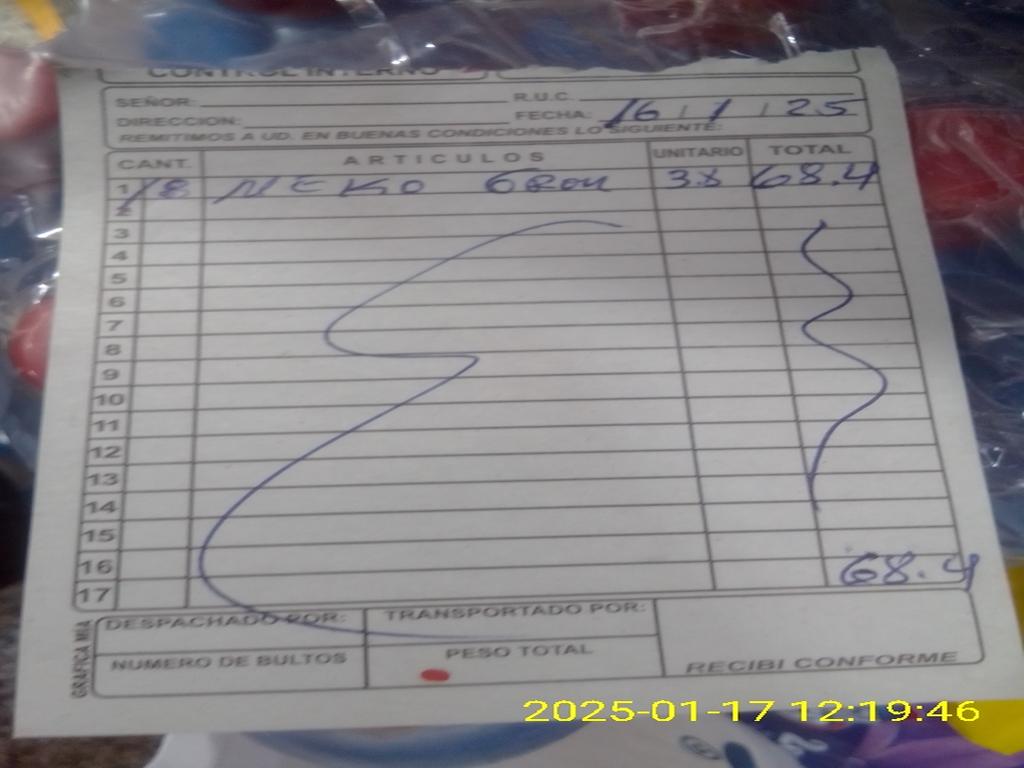 CONTROL INTERNO
SEÑOR:
R.U.C.
DIRECCION:
FECHA: 16 / 1 / 25
REMITIMOS A UD. EN BUENAS CONDICIONES LO SIGUIENTE:
CANT. ARTICULOS UNITARIO TOTAL
1 18 NEKO 3.8 68.4
2
3
4
5
6
7
8
9
10
11
12
13
14
15
16 68.4
17
DESPACHADO POR: TRANSPORTADO POR:
NUMERO DE BULTOS PESO TOTAL RECIBI CONFORME
GRAFICA MIA
2025-01-17 12:19:46